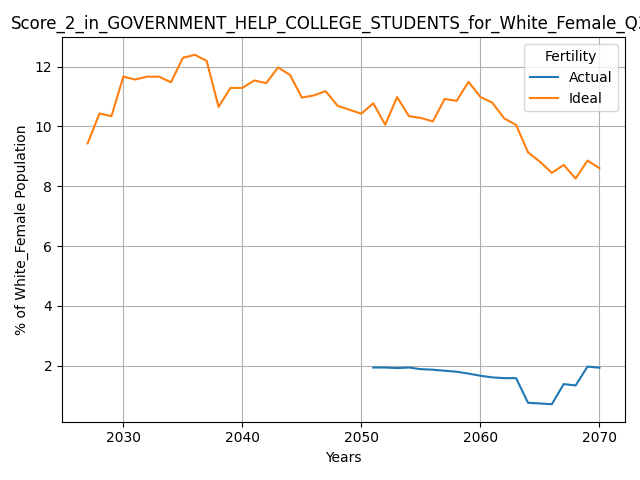 Score_2_in_GOVERNMENT_HELP_COLLEGE_STUDENTS_for_White_Female_Q
Fertility
Actual
Ideal
12
10
8
6
4
2
% of White_Female Population
2030
2040
2050
2060
2070
Years